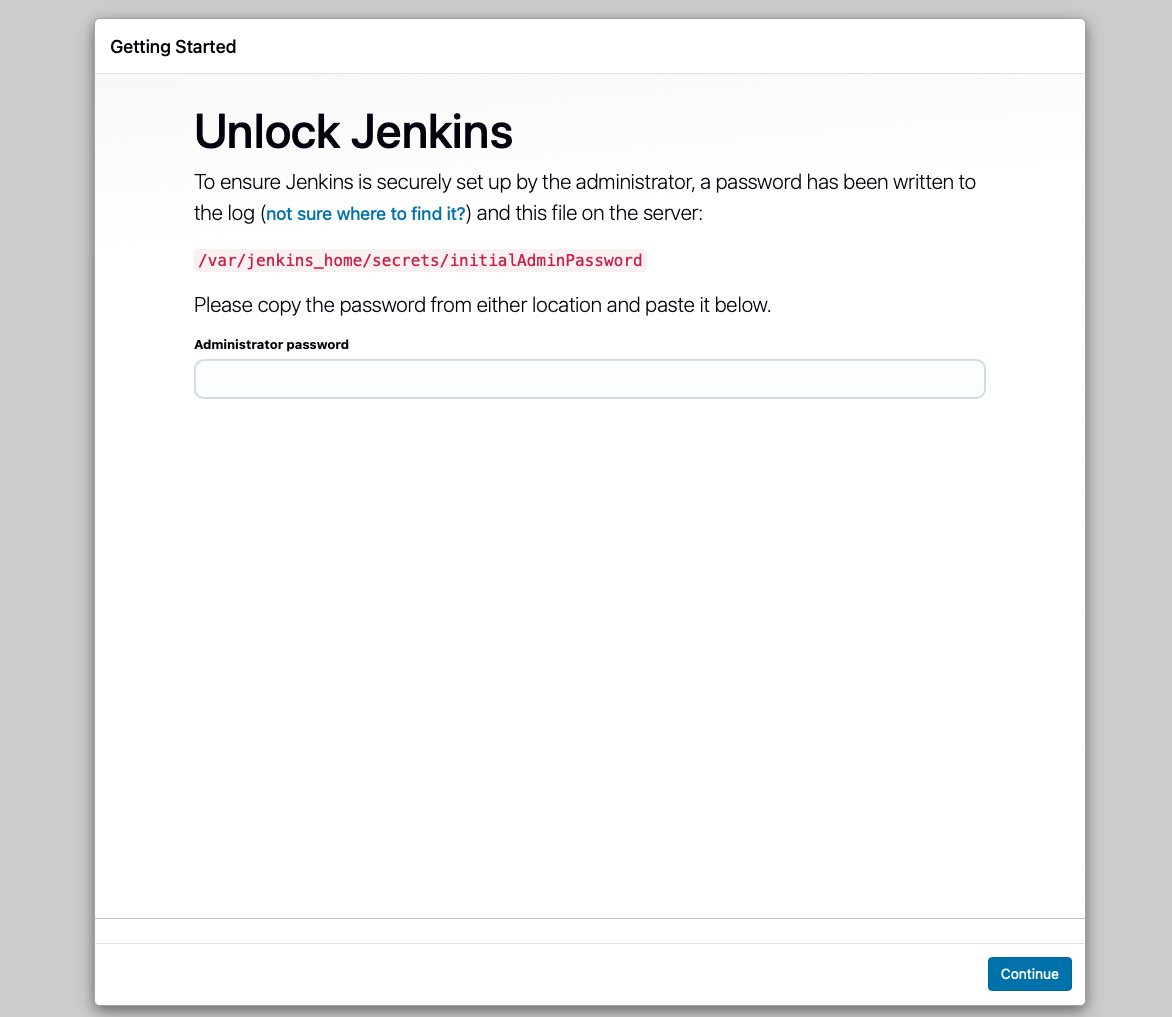 Getting Started
Unlock Jenkins
To ensure Jenkins is securely set up by the administrator, a password has been written to
the log (not sure where to find it?) and this file on the server:
/var/jenkins_home/secrets/initialAdminPassword
Please copy the password from either location and paste it below.
Administrator password
Continue